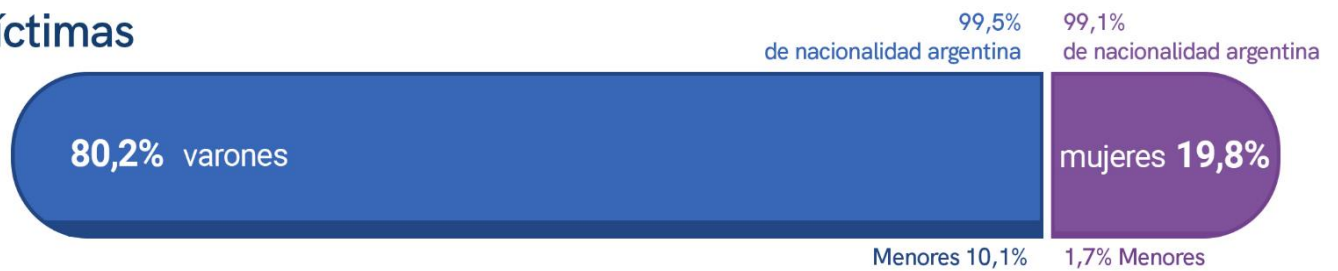 íctimas
99,5%
de nacionalidad argentina
99,1%
de nacionalidad argentina
80,2% varones
mujeres 19,8%
Menores 10,1%
1,7% Menores